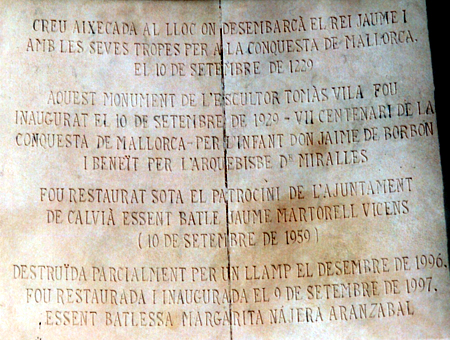 CREU AIXECADA AL LLOC ON DESEMBARCÀ EL REI JAUME I
AMB LES SEVES TROPES PER A LA CONQUESTA DE MALLORCA.
EL 10 DE SETEMBRE DE 1229
AQUEST MONUMENT DE L'ESCULTOR TOMÀS VILA FOU
INAUGURAT EL 10 DE SETEMBRE DE 1929 - VII CENTENARI DE LA
CONQUESTA DE MALLORCA - PER L'INFANT DON JAIME DE BORBON
I BENEÏT PER L'ARQUEBISBE Dr MIRALLES
FOU RESTAURAT SOTA EL PATROCINI DE L'AJUNTAMENT
DE CALVIÀ ESSENT BATLE JAUME MARTORELL VICENS
(10 DE SETEMBRE DE 1959)
DESTRUÏDA PARCIALMENT PER UN LLAMP EL DESEMBRE DE 1996,
FOU RESTAURADA I INAUGURADA EL 9 DE SETEMBRE DE 1997,
ESSENT BATLESSA MARGARITA NÁJERA ARANZABAL